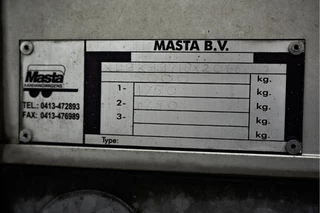 MASTA B.V.
Masta
AANHANGWAGENS
TEL.: 0413-472893
FAX: 0413-476989
kg.
1- kg.
2- kg.
3- kg.
kg.
Type: